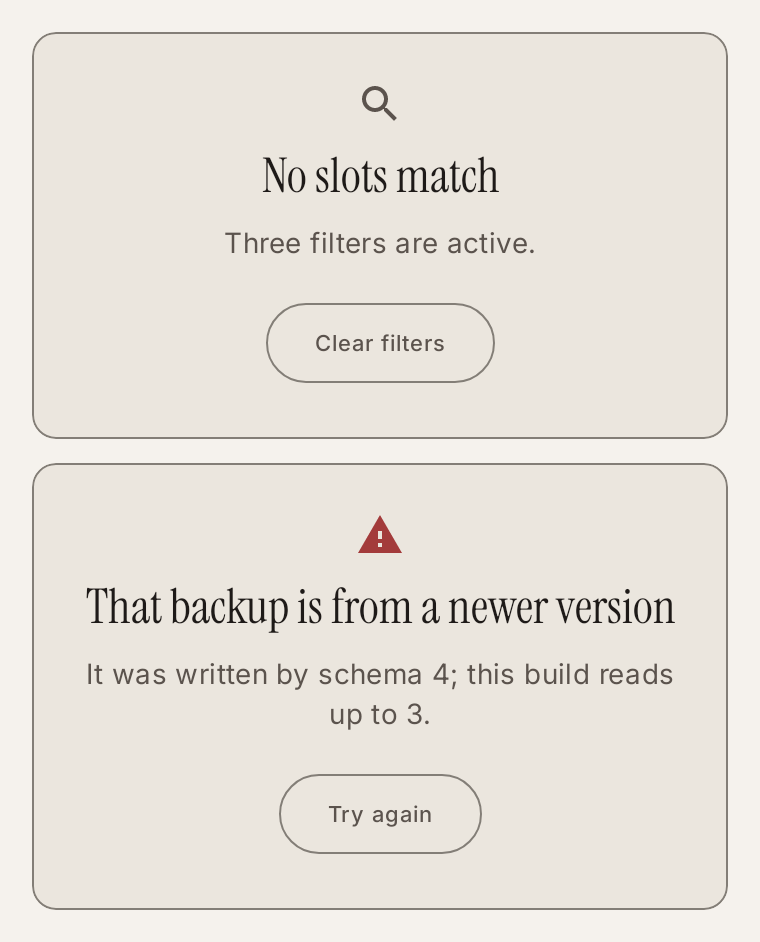 No slots match
Three filters are active.
Clear filters
That backup is from a newer version
It was written by schema 4; this build reads
up to 3.
Try again